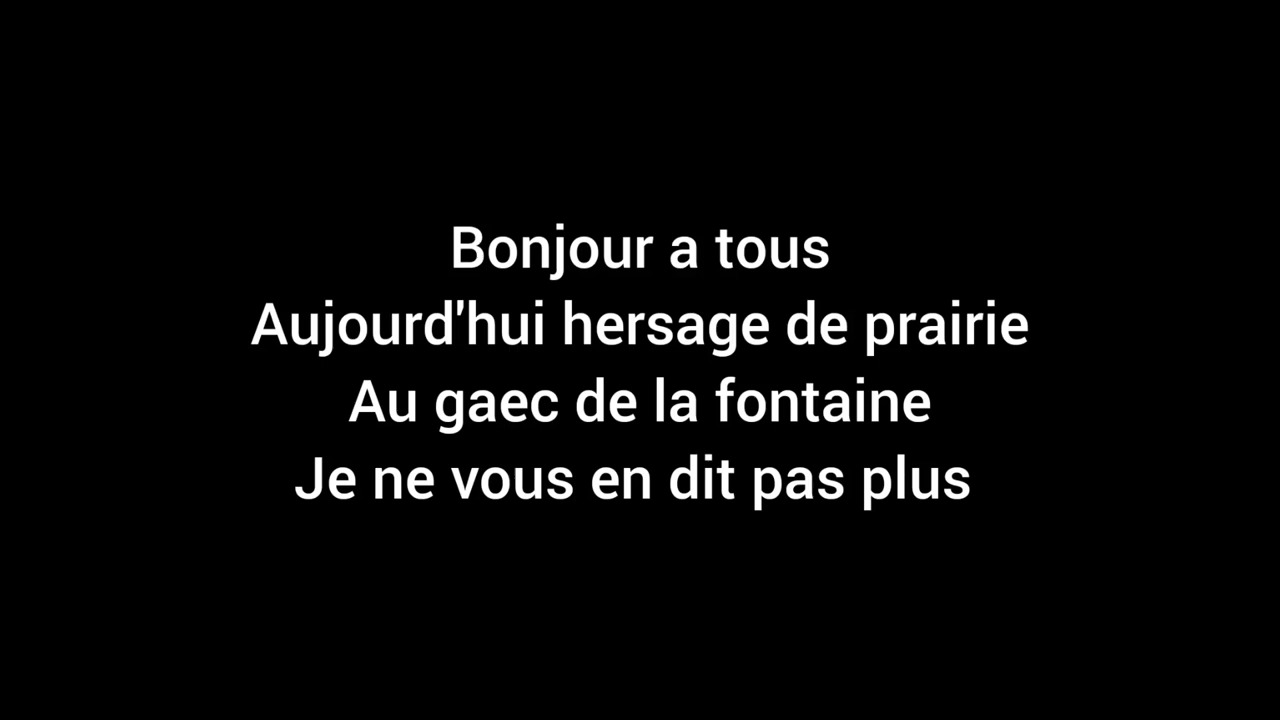 Bonjour a tous
Aujourd'hui hersage de prairie
Au gaec de la fontaine
Je ne vous en dit pas plus